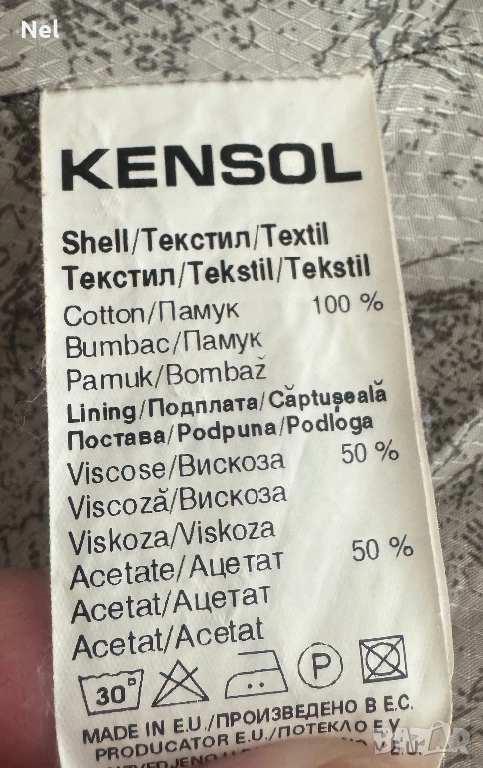 Nel
KENSOL
Shell/Текстил/Textil
Текстил/Tekstil/Tekstil
Cotton/Памук 100 %
Bumbac/Памук
Pamuk/Bombaž
Lining/Подплата/Căptuşeală
Постава/Podpuna/Podloga
Viscose/Вискоза 50 %
Viscoză/Вискоза
Viskoza/Viskoza
Acetate/Ацетат 50 %
Acetat/Ацетат
Acetat/Acetat
30° P
MADE IN E.U./ПРОИЗВЕДЕНО В Е.С.
PRODUCATOR E.U./ПОТЕКЛО Е.У.
E.U.
BAZAR